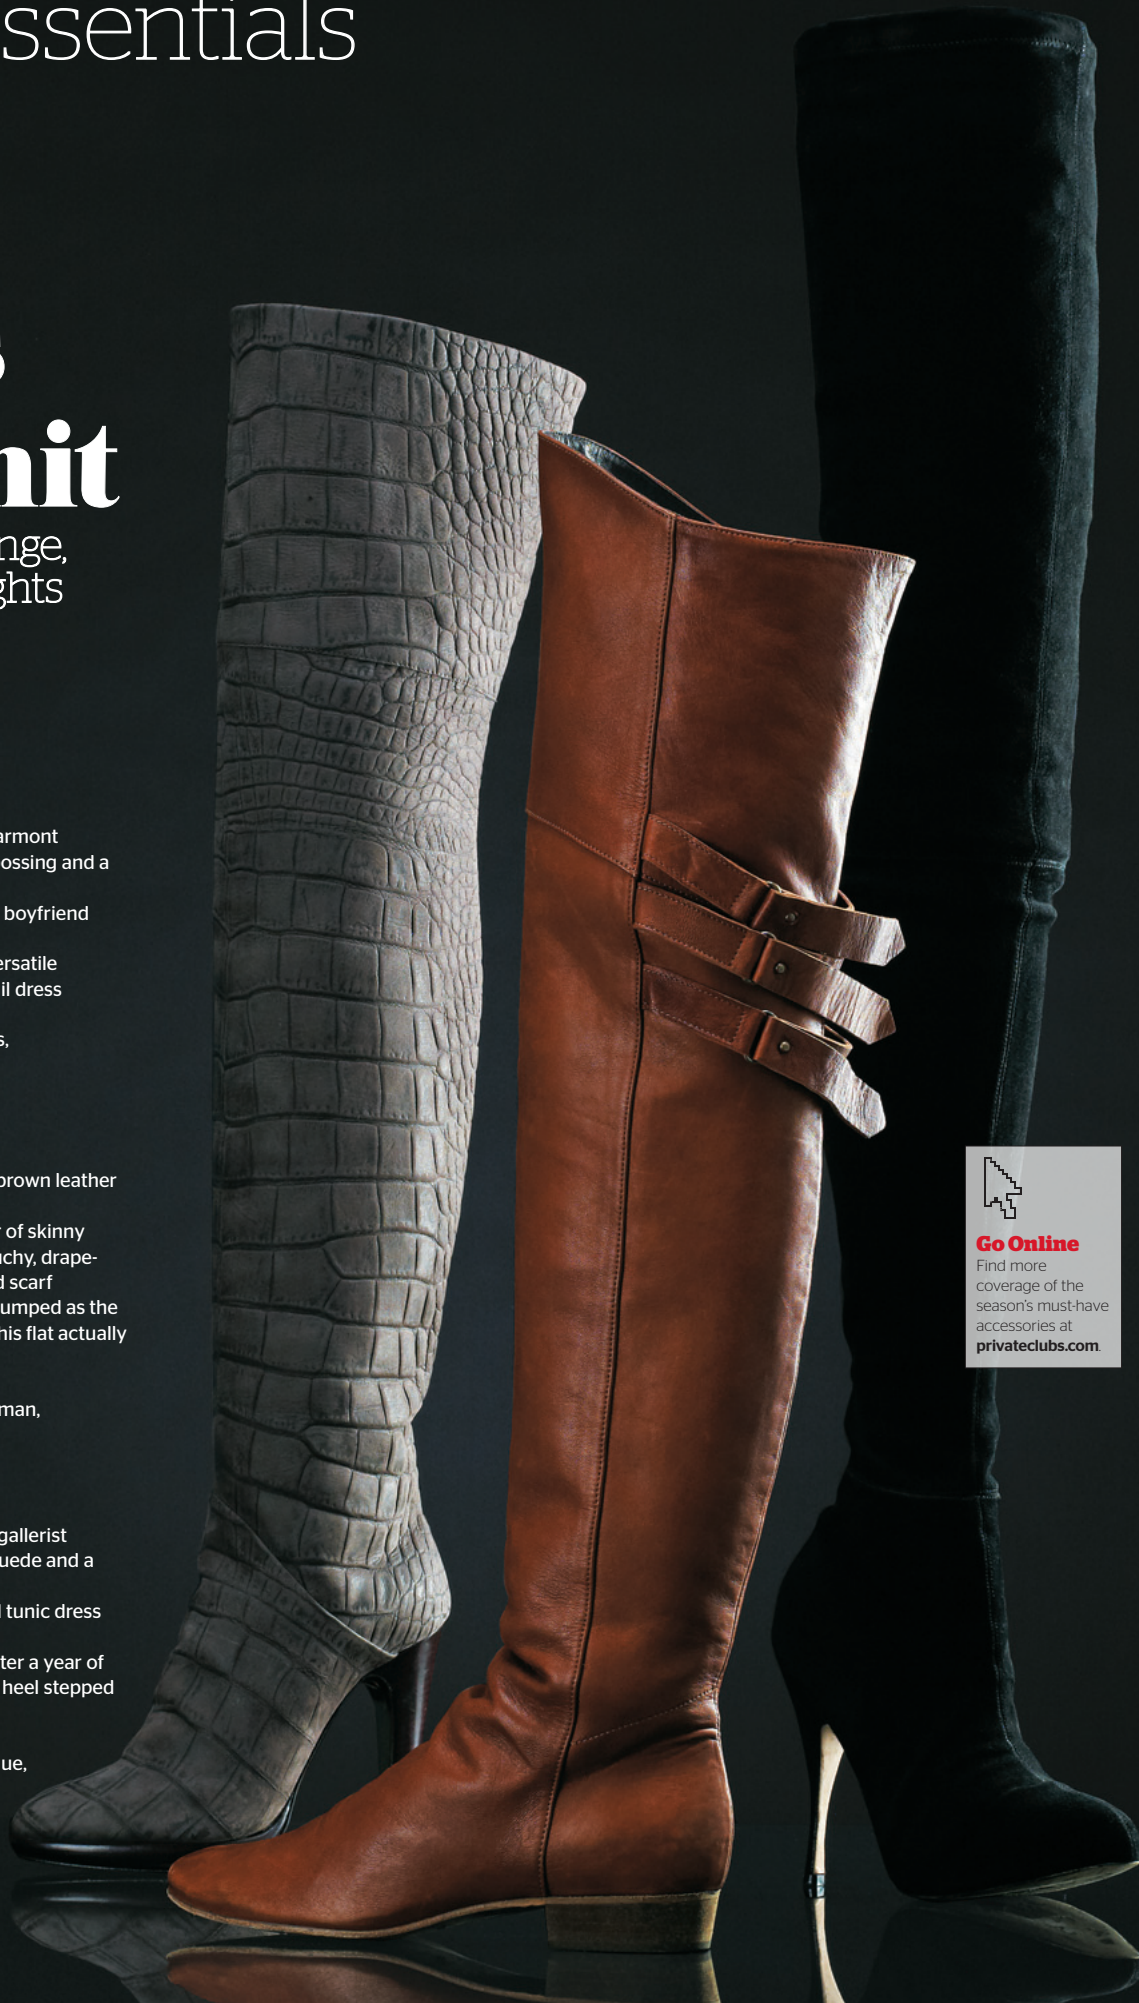 ssentials
s
nit
nge,
ghts
armont
ossing and a
boyfriend
ersatile
il dress
s,
brown leather
r of skinny
uchy, drape-
d scarf
umped as the
his flat actually
man,
gallerist
uede and a
d tunic dress
ter a year of
heel stepped
ue,
Go Online
Find more
coverage of the
season's must-have
accessories at
privateclubs.com.